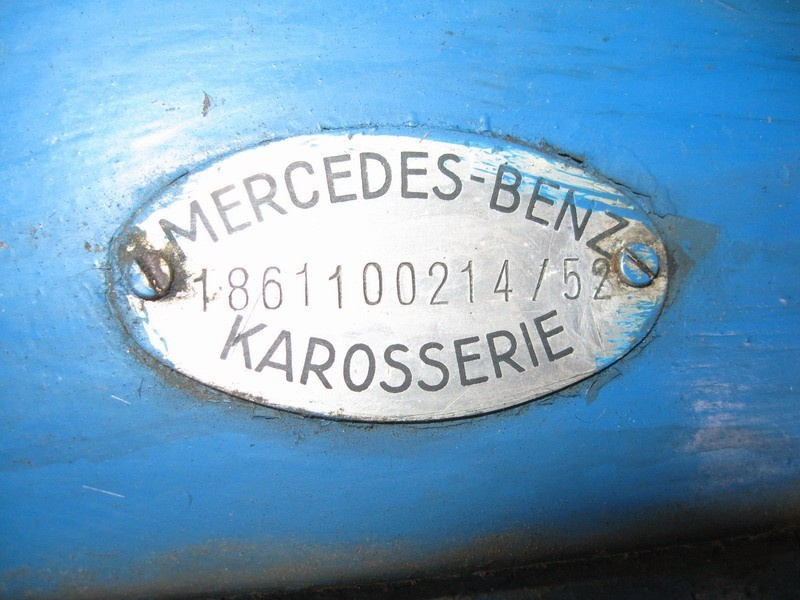 MERCEDES-BENZ
1861100214/52
KAROSSERIE